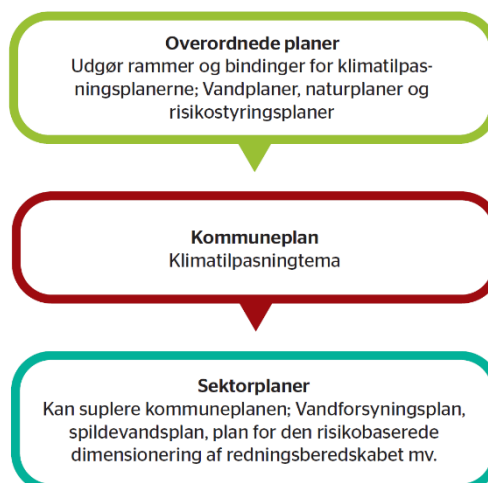 Overordnede planer
Udgør rammer og bindinger for klimatilpas-
ningsplanerne; Vandplaner, naturplaner og
risikostyringsplaner
Kommuneplan
Klimatilpasningtema
Sektorplaner
Kan suplere kommuneplanen; Vandforsyningsplan,
spildevandsplan, plan for den risikobaserede
dimensionering af redningsberedskabet mv.